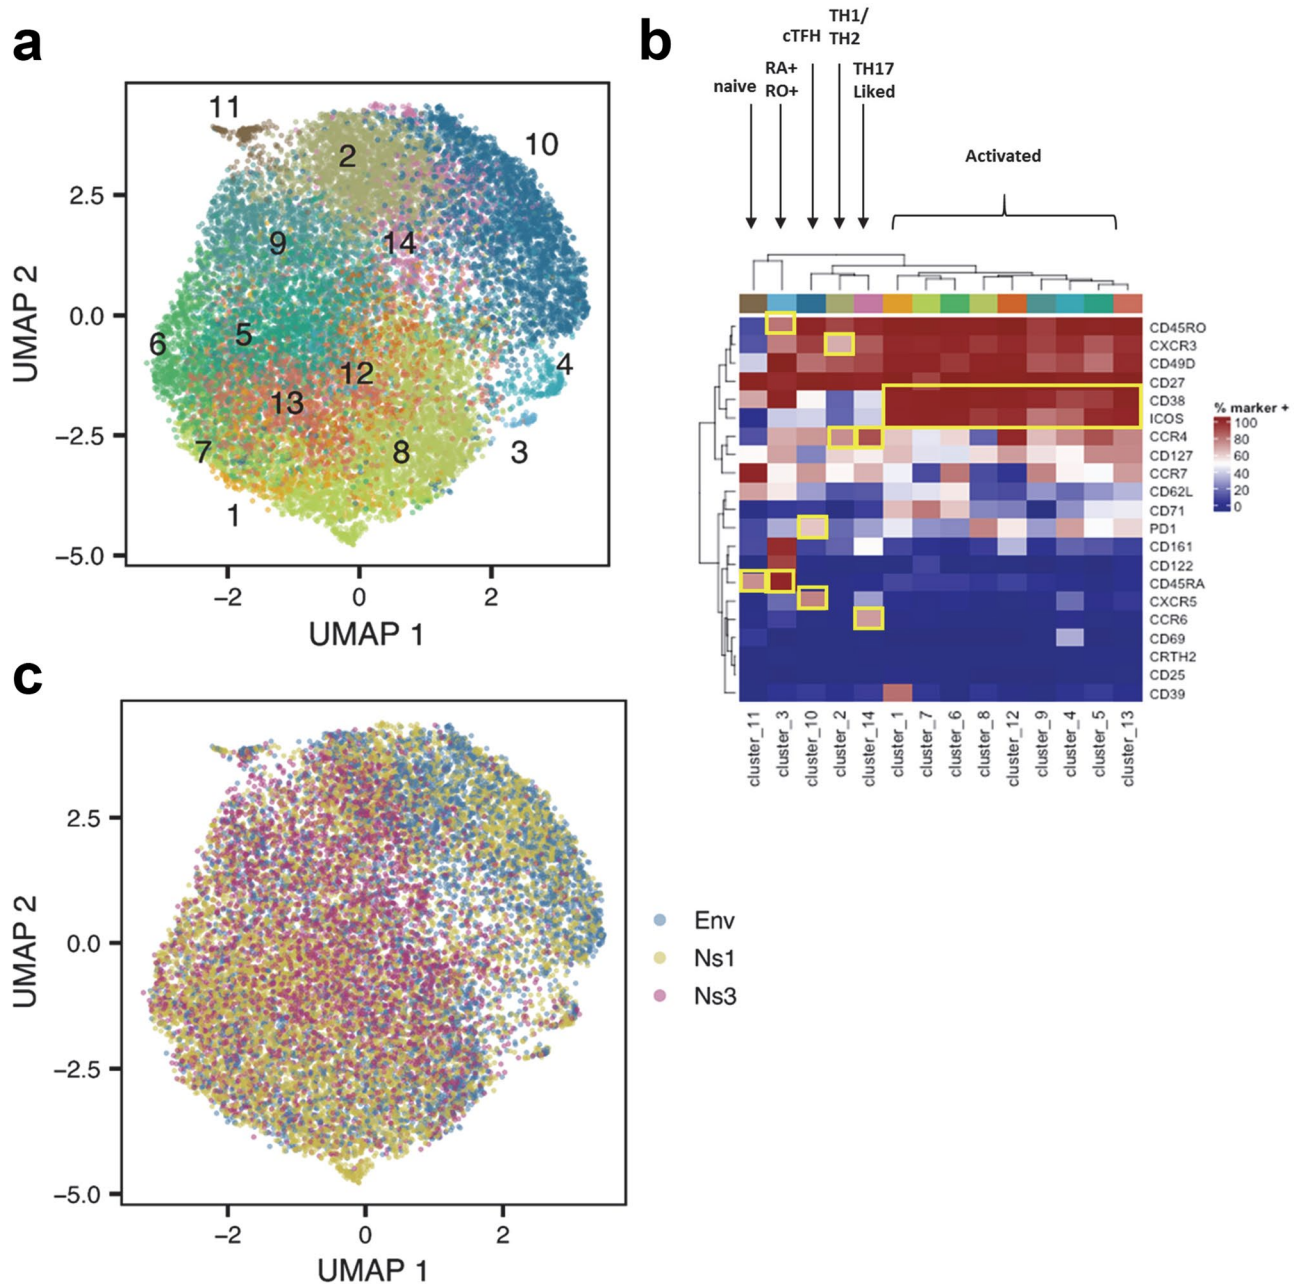 a
11
10
2
14
9
5
6
12
4
13
7
8
3
1
2.5
0.0
−2.5
−5.0
−2
0
2
UMAP 1
UMAP 2
b
TH1/
cTFH TH2
RA+ TH17
naive RO+ Liked
Activated
CD45RO
CXCR3
CD49D
CD27
CD38
ICOS
CCR4
CD127
CCR7
CD62L
CD71
PD1
CD161
CD122
CD45RA
CXCR5
CCR6
CD69
CRTH2
CD25
CD39
% marker +
100
80
60
40
20
0
cluster_11
cluster_3
cluster_10
cluster_2
cluster_14
cluster_1
cluster_7
cluster_6
cluster_8
cluster_12
cluster_9
cluster_4
cluster_5
cluster_13
c
2.5
0.0
−2.5
−5.0
−2
0
2
UMAP 1
UMAP 2
Env
Ns1
Ns3